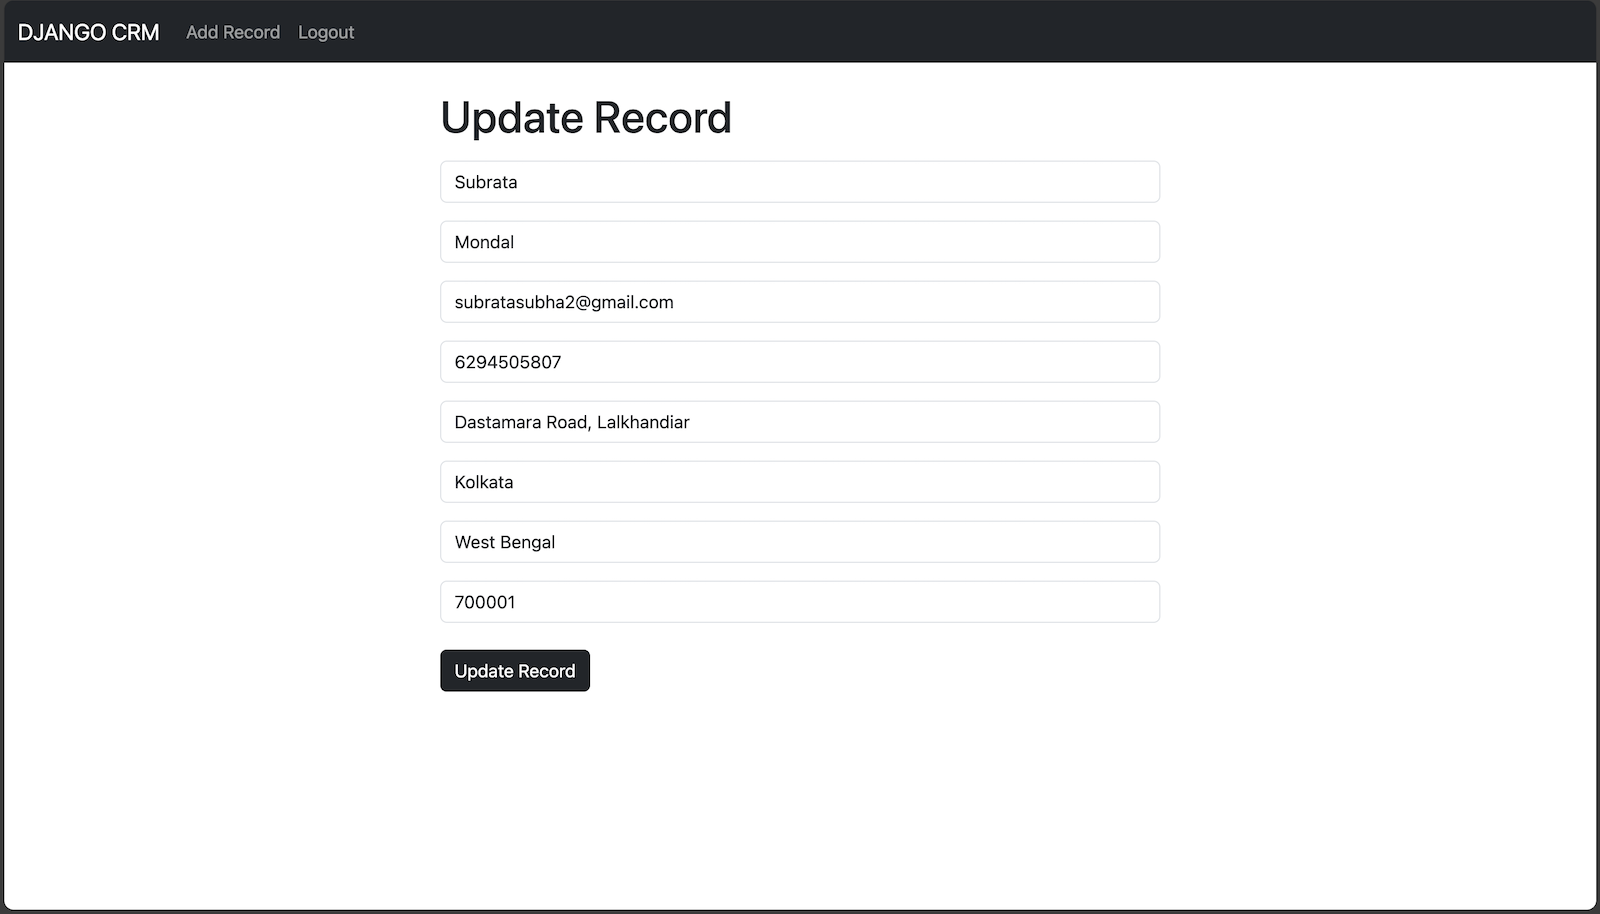 DJANGO CRM Add Record Logout
Update Record
Subrata
Mondal
subratasubha2@gmail.com
6294505807
Dastamara Road, Lalkhandiar
Kolkata
West Bengal
700001
Update Record